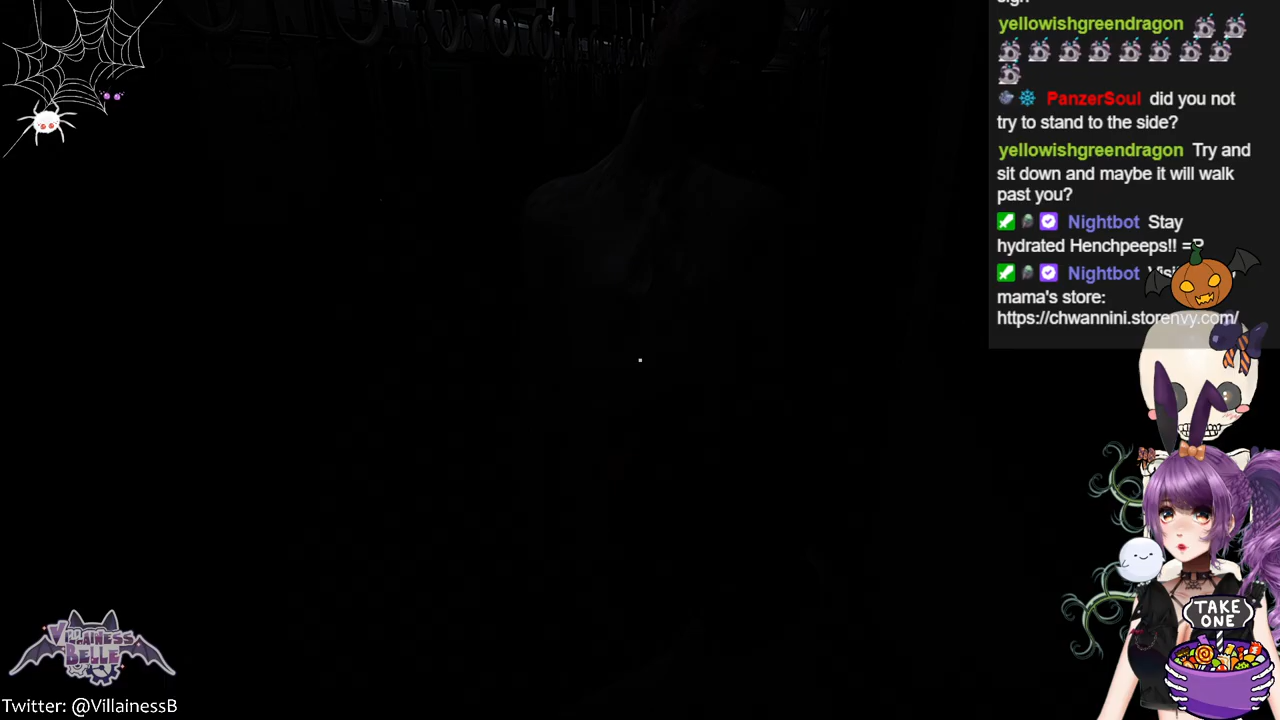 yellowishgreendragon
PanzerSoul did you not
try to stand to the side?
yellowishgreendragon Try and
sit down and maybe it will walk
past you?
Nightbot Stay
hydrated Henchpeeps!! =P
Nightbot
mama's store:
https://chwannini.storenvy.com/
TAKE
ONE
VILLAINESS
BELLE
Twitter: @VillainessB